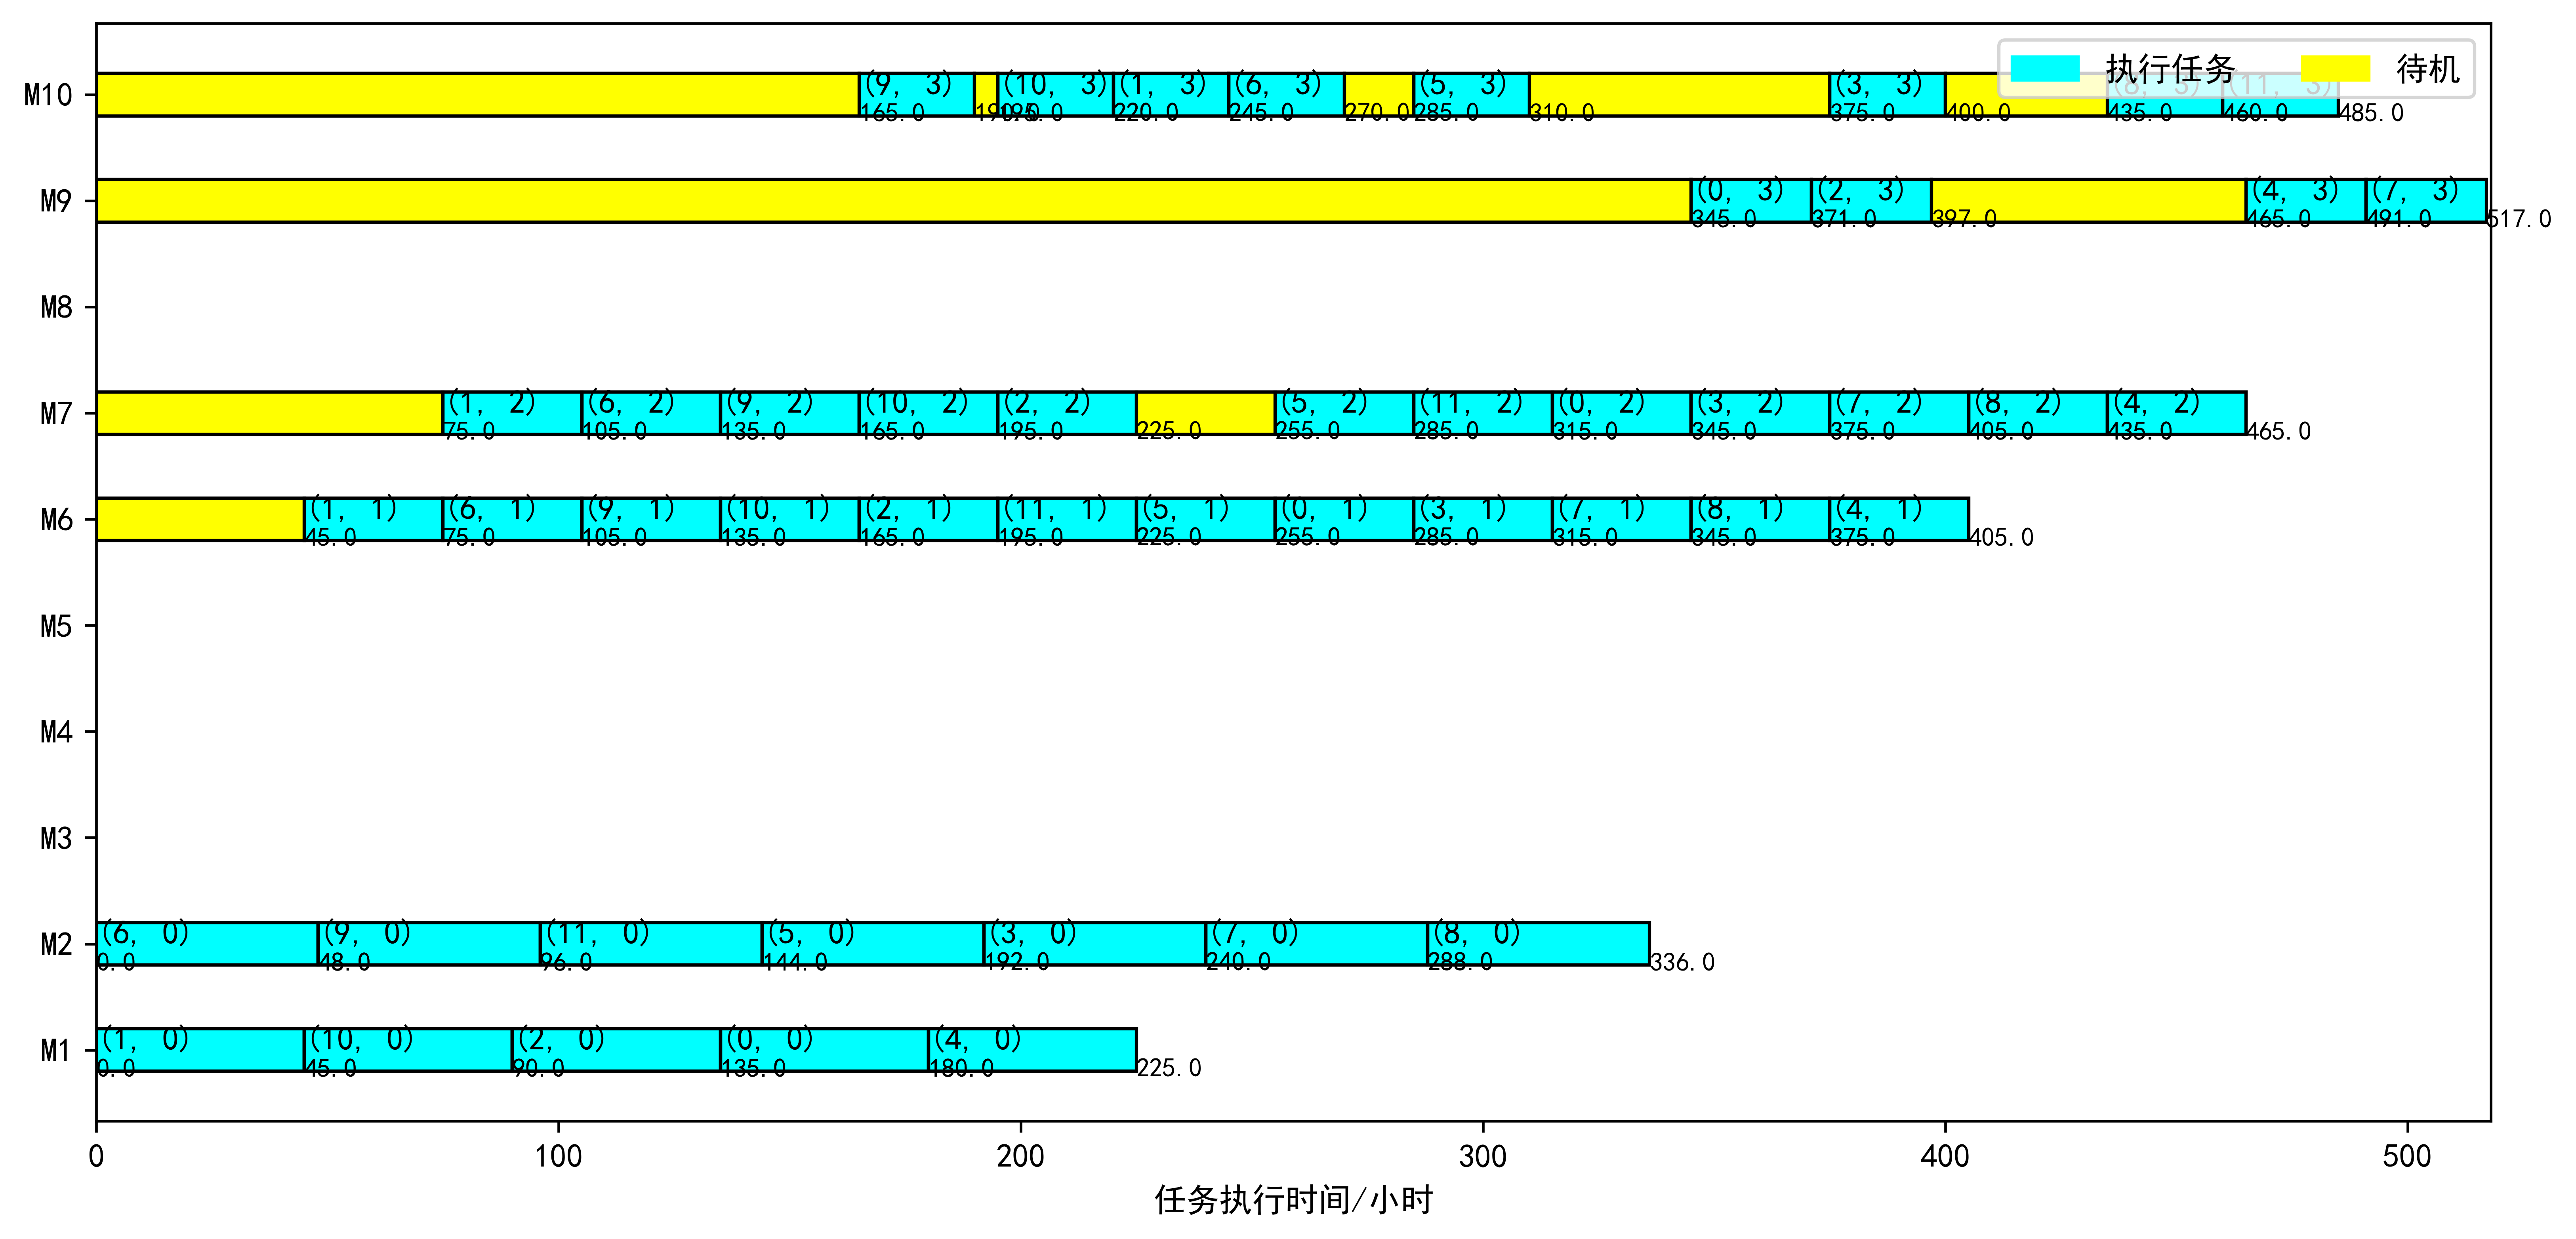 执行任务 待机
M10 (9, 3) (10, 3) (1, 3) (6, 3) (5, 3) (3, 3) (8, 3) (11, 3)
165.0 190.0 195.0 220.0 245.0 270.0 285.0 310.0 375.0 400.0 435.0 460.0 485.0
M9 (0, 3) (2, 3) (4, 3) (7, 3)
345.0 371.0 397.0 465.0 491.0 517.0
M8
M7 (1, 2) (6, 2) (9, 2) (10, 2) (2, 2) (5, 2) (11, 2) (0, 2) (3, 2) (7, 2) (8, 2) (4, 2)
75.0 105.0 135.0 165.0 195.0 225.0 255.0 285.0 315.0 345.0 375.0 405.0 435.0 465.0
M6 (1, 1) (6, 1) (9, 1) (10, 1) (2, 1) (11, 1) (5, 1) (0, 1) (3, 1) (7, 1) (8, 1) (4, 1)
45.0 75.0 105.0 135.0 165.0 195.0 225.0 255.0 285.0 315.0 345.0 375.0 405.0
M5
M4
M3
M2 (6, 0) (9, 0) (11, 0) (5, 0) (3, 0) (7, 0) (8, 0)
0.0 48.0 96.0 144.0 192.0 240.0 288.0 336.0
M1 (1, 0) (10, 0) (2, 0) (0, 0) (4, 0)
0.0 45.0 90.0 135.0 180.0 225.0
0 100 200 300 400 500
任务执行时间/小时